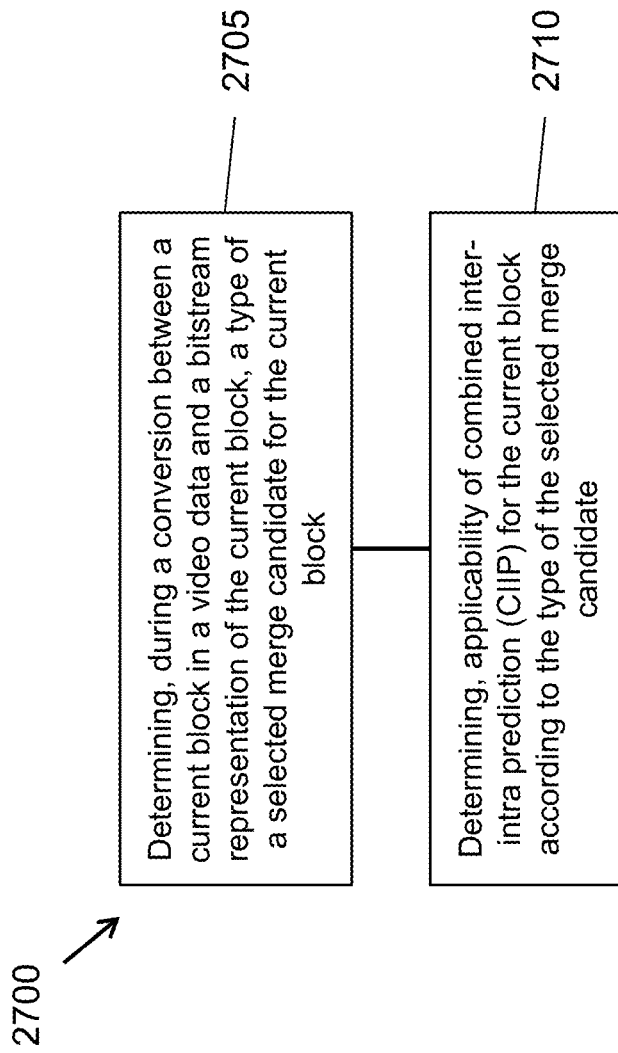 2700
Determining, during a conversion between a
current block in a video data and a bitstream
representation of the current block, a type of
a selected merge candidate for the current
block
2705
Determining, applicability of combined inter-
intra prediction (CIIP) for the current block
according to the type of the selected merge
candidate
2710